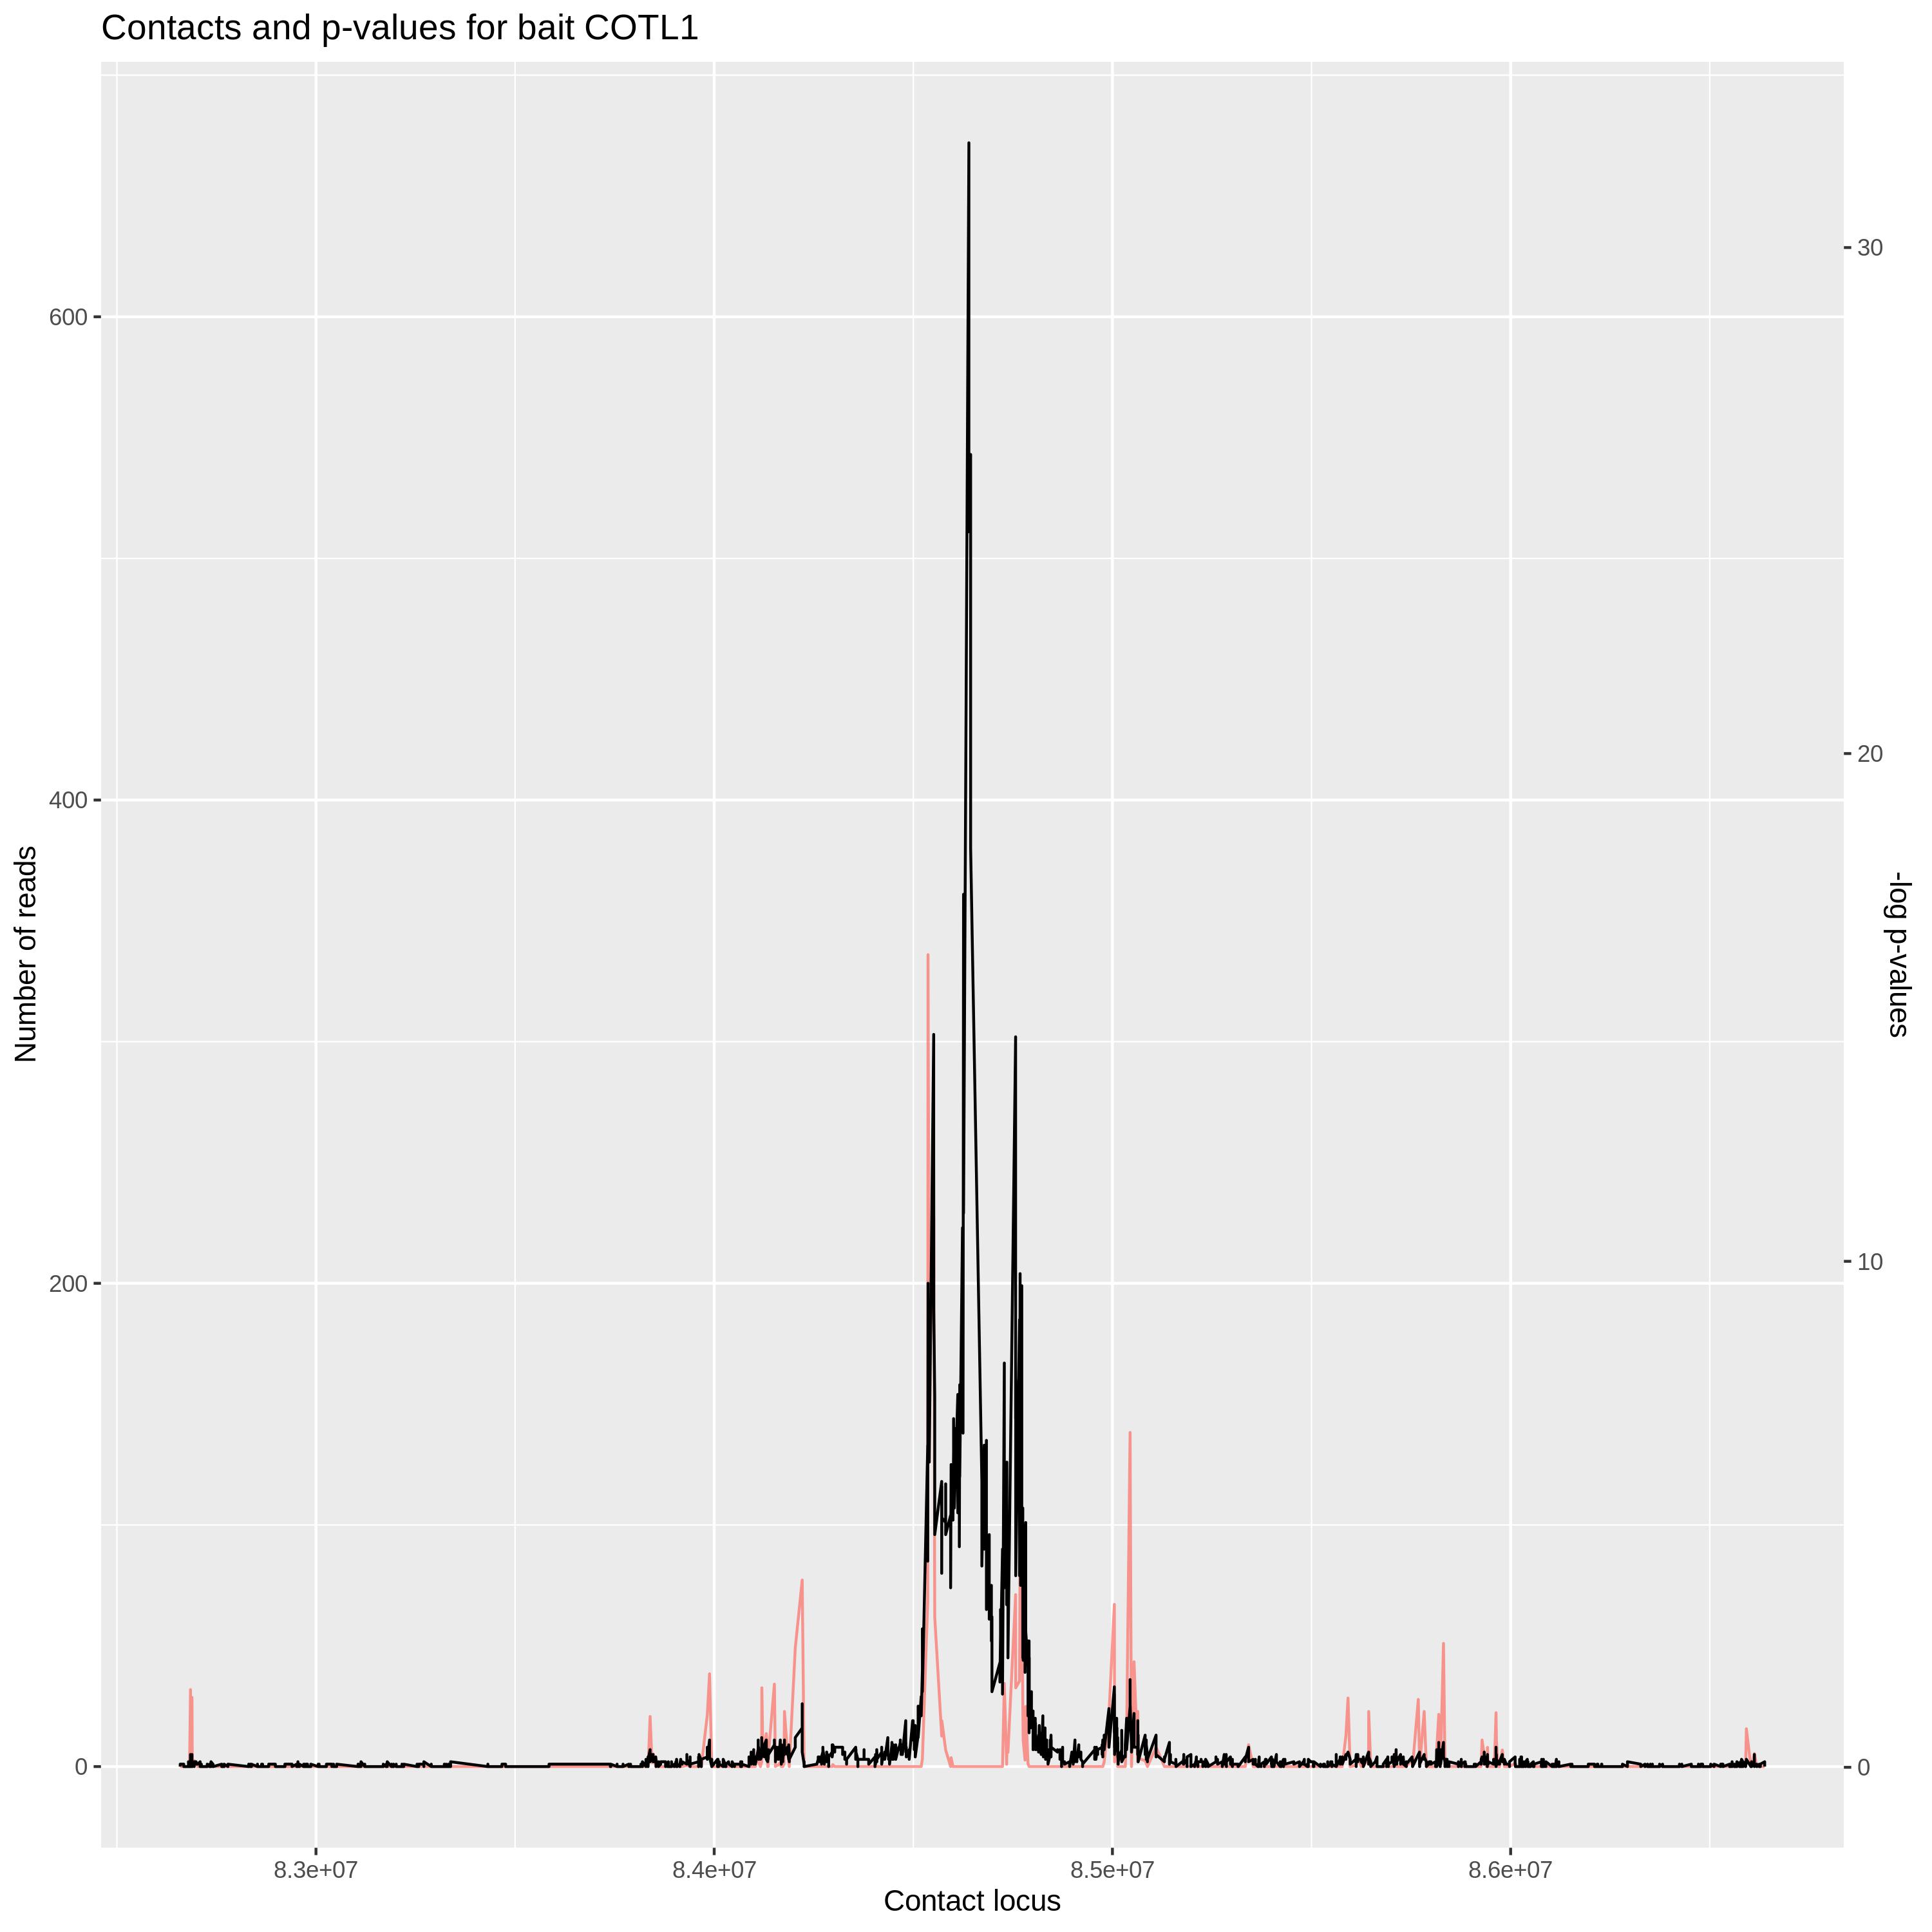 Contacts and p-values for bait COTL1
600
400
200
0
Number of reads
30
20
10
0
-log p-values
8.3e+07
8.4e+07
8.5e+07
8.6e+07
Contact locus